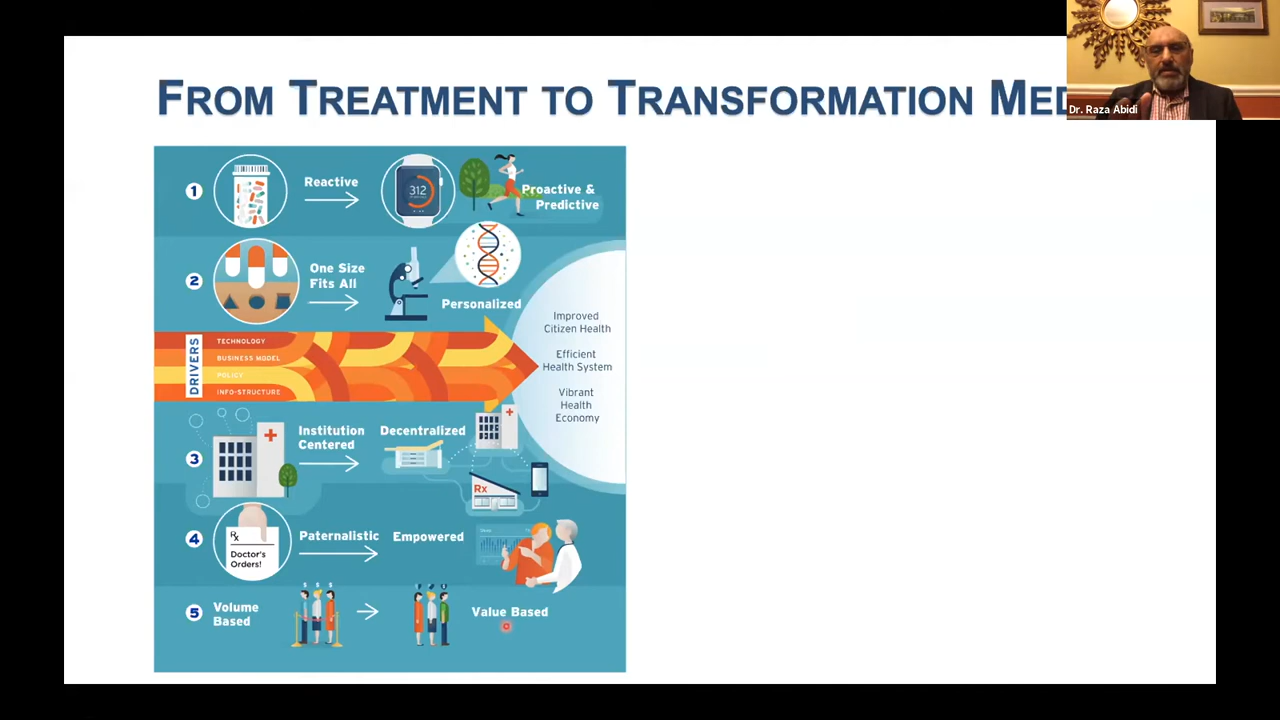 FROM TREATMENT TO TRANSFORMATION MED
Dr. Raza Abidi
1
Reactive
312
Proactive &
Predictive
2
One Size
Fits All
Personalized
DRIVERS
TECHNOLOGY
BUSINESS MODEL
POLICY
INFO-STRUCTURE
Improved
Citizen Health
Efficient
Health System
Vibrant
Health
Economy
3
Institution
Centered
Decentralized
Rx
4
Rx
Doctor's
Orders!
Paternalistic
Empowered
5
Volume
Based
$ $ $
Value Based